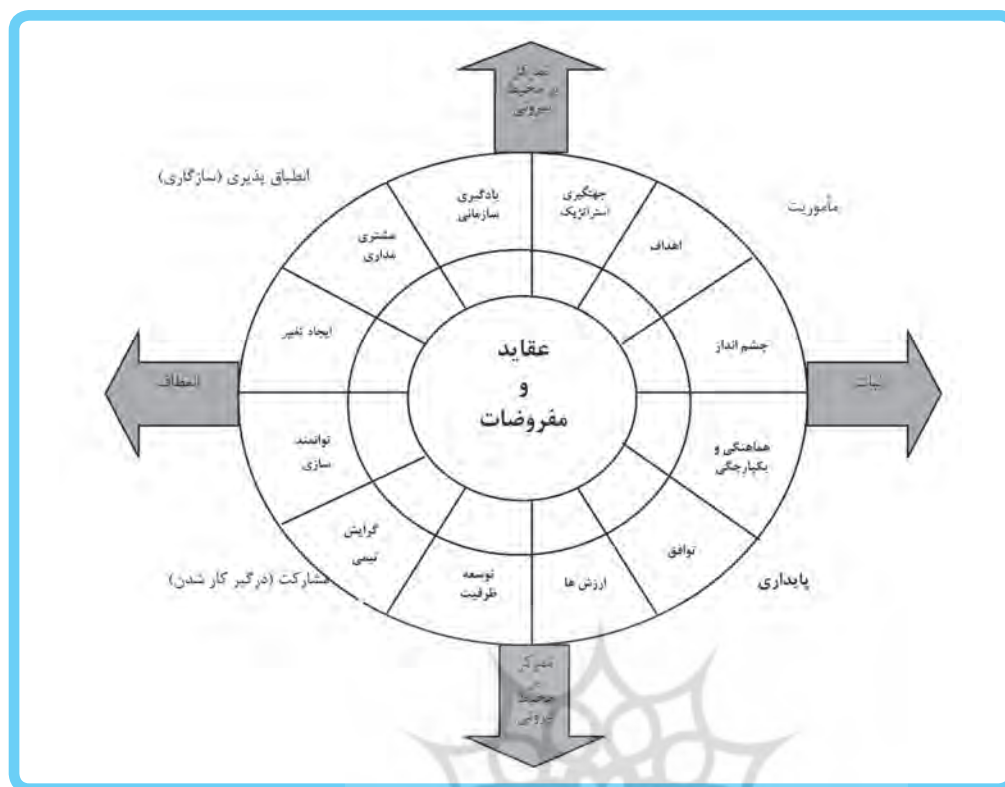 تمرکز
بر محیط
بیرونی
انطباق پذیری (سازگاری)
مأموریت
یادگیری
سازمانی
جهتگیری
استراتژیک
مشتری
مداری
اهداف
ایجاد تغییر
چشم انداز
انعطاف
ثبات
عقاید
و
مفروضات
توانمند
سازی
هماهنگی و
یکپارچگی
گرایش
تیمی
توافق
توسعه
ظرفیت
ارزش ها
مشارکت (درگیر کار شدن)
پایداری
تمرکز
بر
محیط
درونی